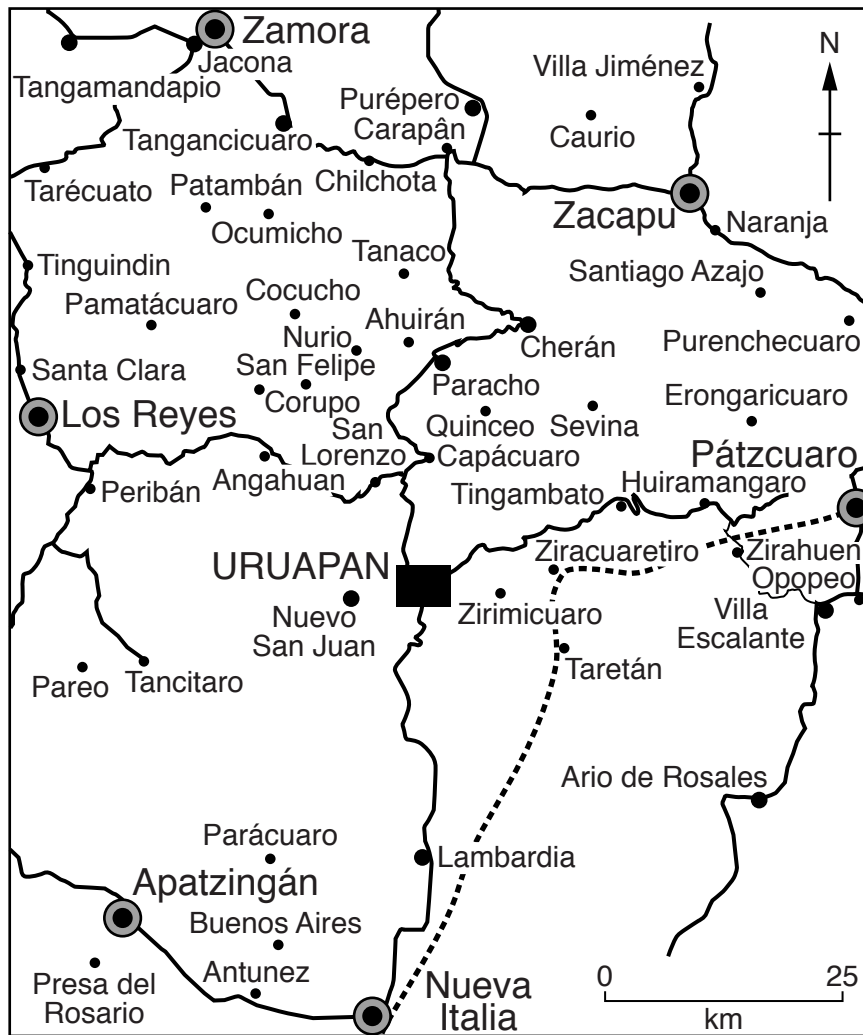 Zamora
N
Jacona
Villa Jiménez
Tangamandapio
Purépero
Tangancicuaro
Carapân
Caurio
Tarécuato
Patambán
Chilchota
Zacapu
Ocumicho
Naranja
Tanaco
Tinguindin
Santiago Azajo
Pamatácuaro
Cocucho
Nurio
Ahuirán
Cherán
Purenchecuaro
Santa Clara
San Felipe
Paracho
Erongaricuaro
Los Reyes
Corupo
Quinceo
Sevina
San
Lorenzo
Capácuaro
Pátzcuaro
Peribán
Angahuan
Tingambato
Huiramangaro
URUAPAN
Ziracuaretiro
Zirahuen
Opopeo
Nuevo
San Juan
Zirimicuaro
Villa
Escalante
Pareo
Tancitaro
Taretán
Ario de Rosales
Parácuaro
Lambardia
Apatzingán
Buenos Aires
Presa del
Rosario
Antunez
Nueva
Italia
0 25
km